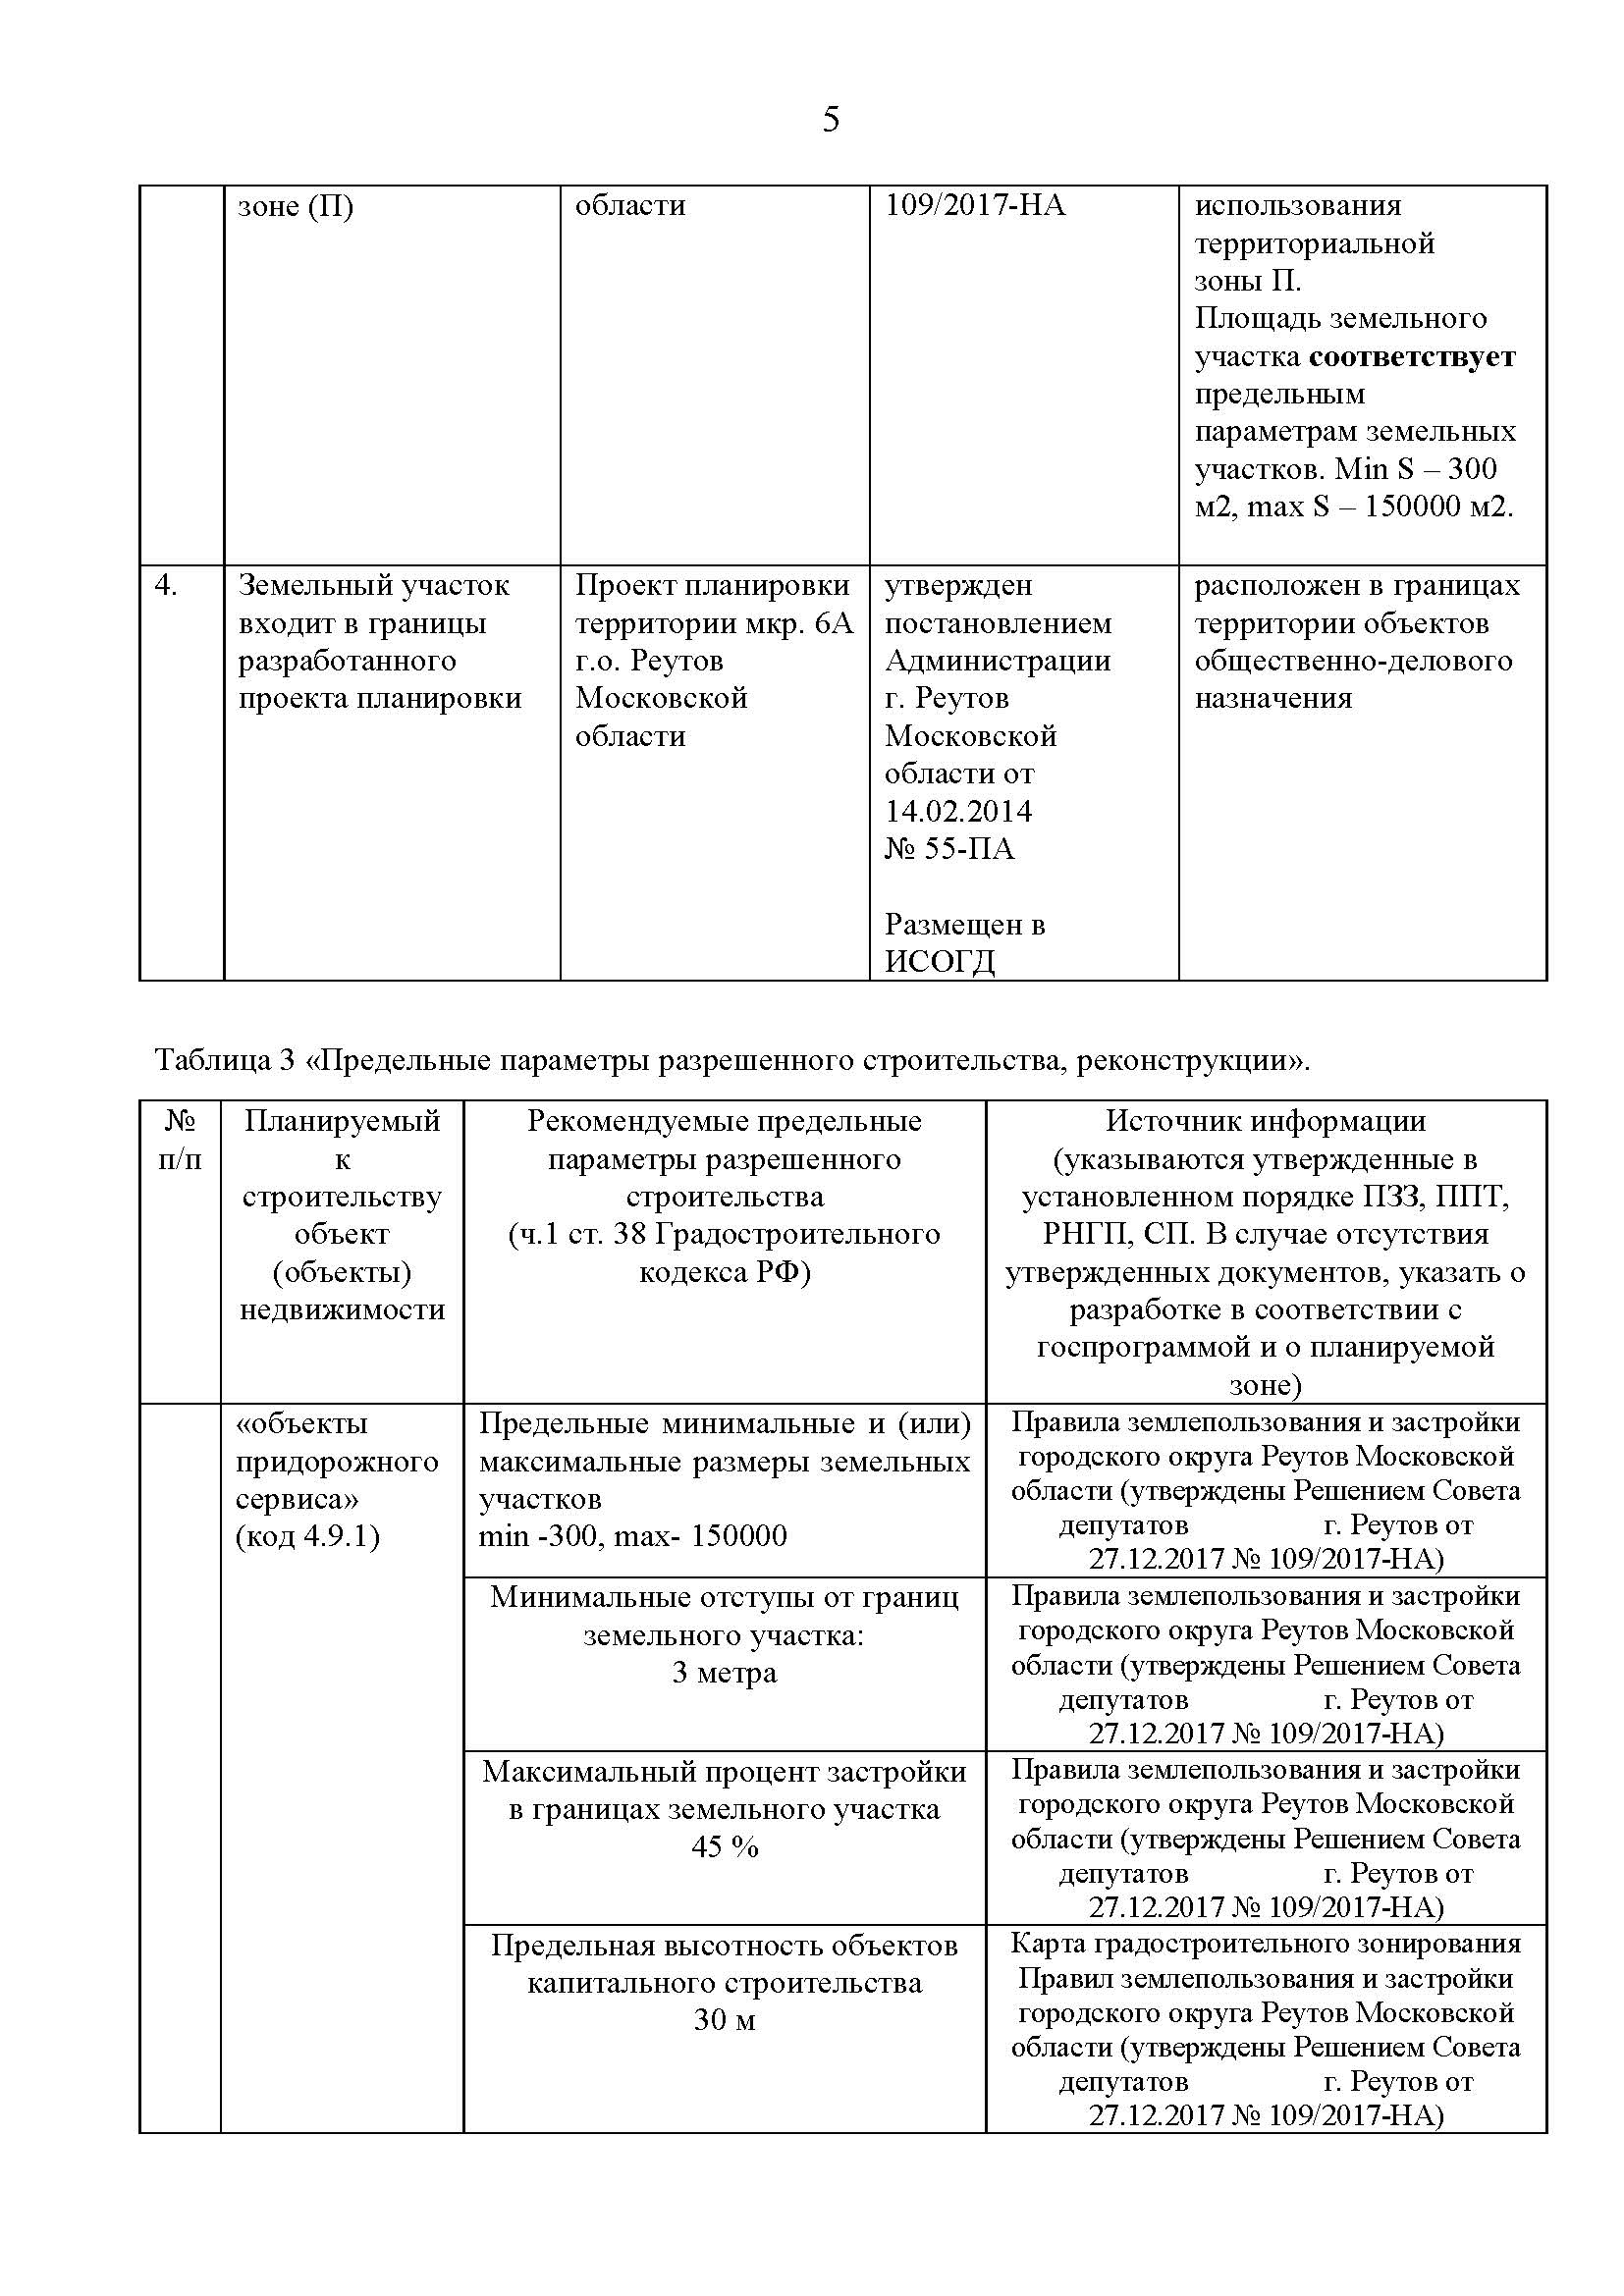 5
зоне (П)
области
109/2017-НА
использования
территориальной
зоны П.
Площадь земельного
участка соответствует
предельным
параметрам земельных
участков. Min S – 300
м2, max S – 150000 м2.
4.
Земельный участок
входит в границы
разработанного
проекта планировки
Проект планировки
территории мкр. 6А
г.о. Реутов
Московской
области
утвержден
постановлением
Администрации
г. Реутов
Московской
области от
14.02.2014
№ 55-ПА
Размещен в
ИСОГД
расположен в границах
территории объектов
общественно-делового
назначения
Таблица 3 «Предельные параметры разрешенного строительства, реконструкции».
№
п/п
Планируемый
к
строительству
объект
(объекты)
недвижимости
Рекомендуемые предельные
параметры разрешенного
строительства
(ч.1 ст. 38 Градостроительного
кодекса РФ)
Источник информации
(указываются утвержденные в
установленном порядке ПЗЗ, ППТ,
РНГП, СП. В случае отсутствия
утвержденных документов, указать о
разработке в соответствии с
госпрограммой и о планируемой
зоне)
«объекты
придорожного
сервиса»
(код 4.9.1)
Предельные минимальные и (или)
максимальные размеры земельных
участков
min -300, max- 150000
Правила землепользования и застройки
городского округа Реутов Московской
области (утверждены Решением Совета
депутатов г. Реутов от
27.12.2017 № 109/2017-НА)
Минимальные отступы от границ
земельного участка:
3 метра
Правила землепользования и застройки
городского округа Реутов Московской
области (утверждены Решением Совета
депутатов г. Реутов от
27.12.2017 № 109/2017-НА)
Максимальный процент застройки
в границах земельного участка
45 %
Правила землепользования и застройки
городского округа Реутов Московской
области (утверждены Решением Совета
депутатов г. Реутов от
27.12.2017 № 109/2017-НА)
Предельная высотность объектов
капитального строительства
30 м
Карта градостроительного зонирования
Правил землепользования и застройки
городского округа Реутов Московской
области (утверждены Решением Совета
депутатов г. Реутов от
27.12.2017 № 109/2017-НА)